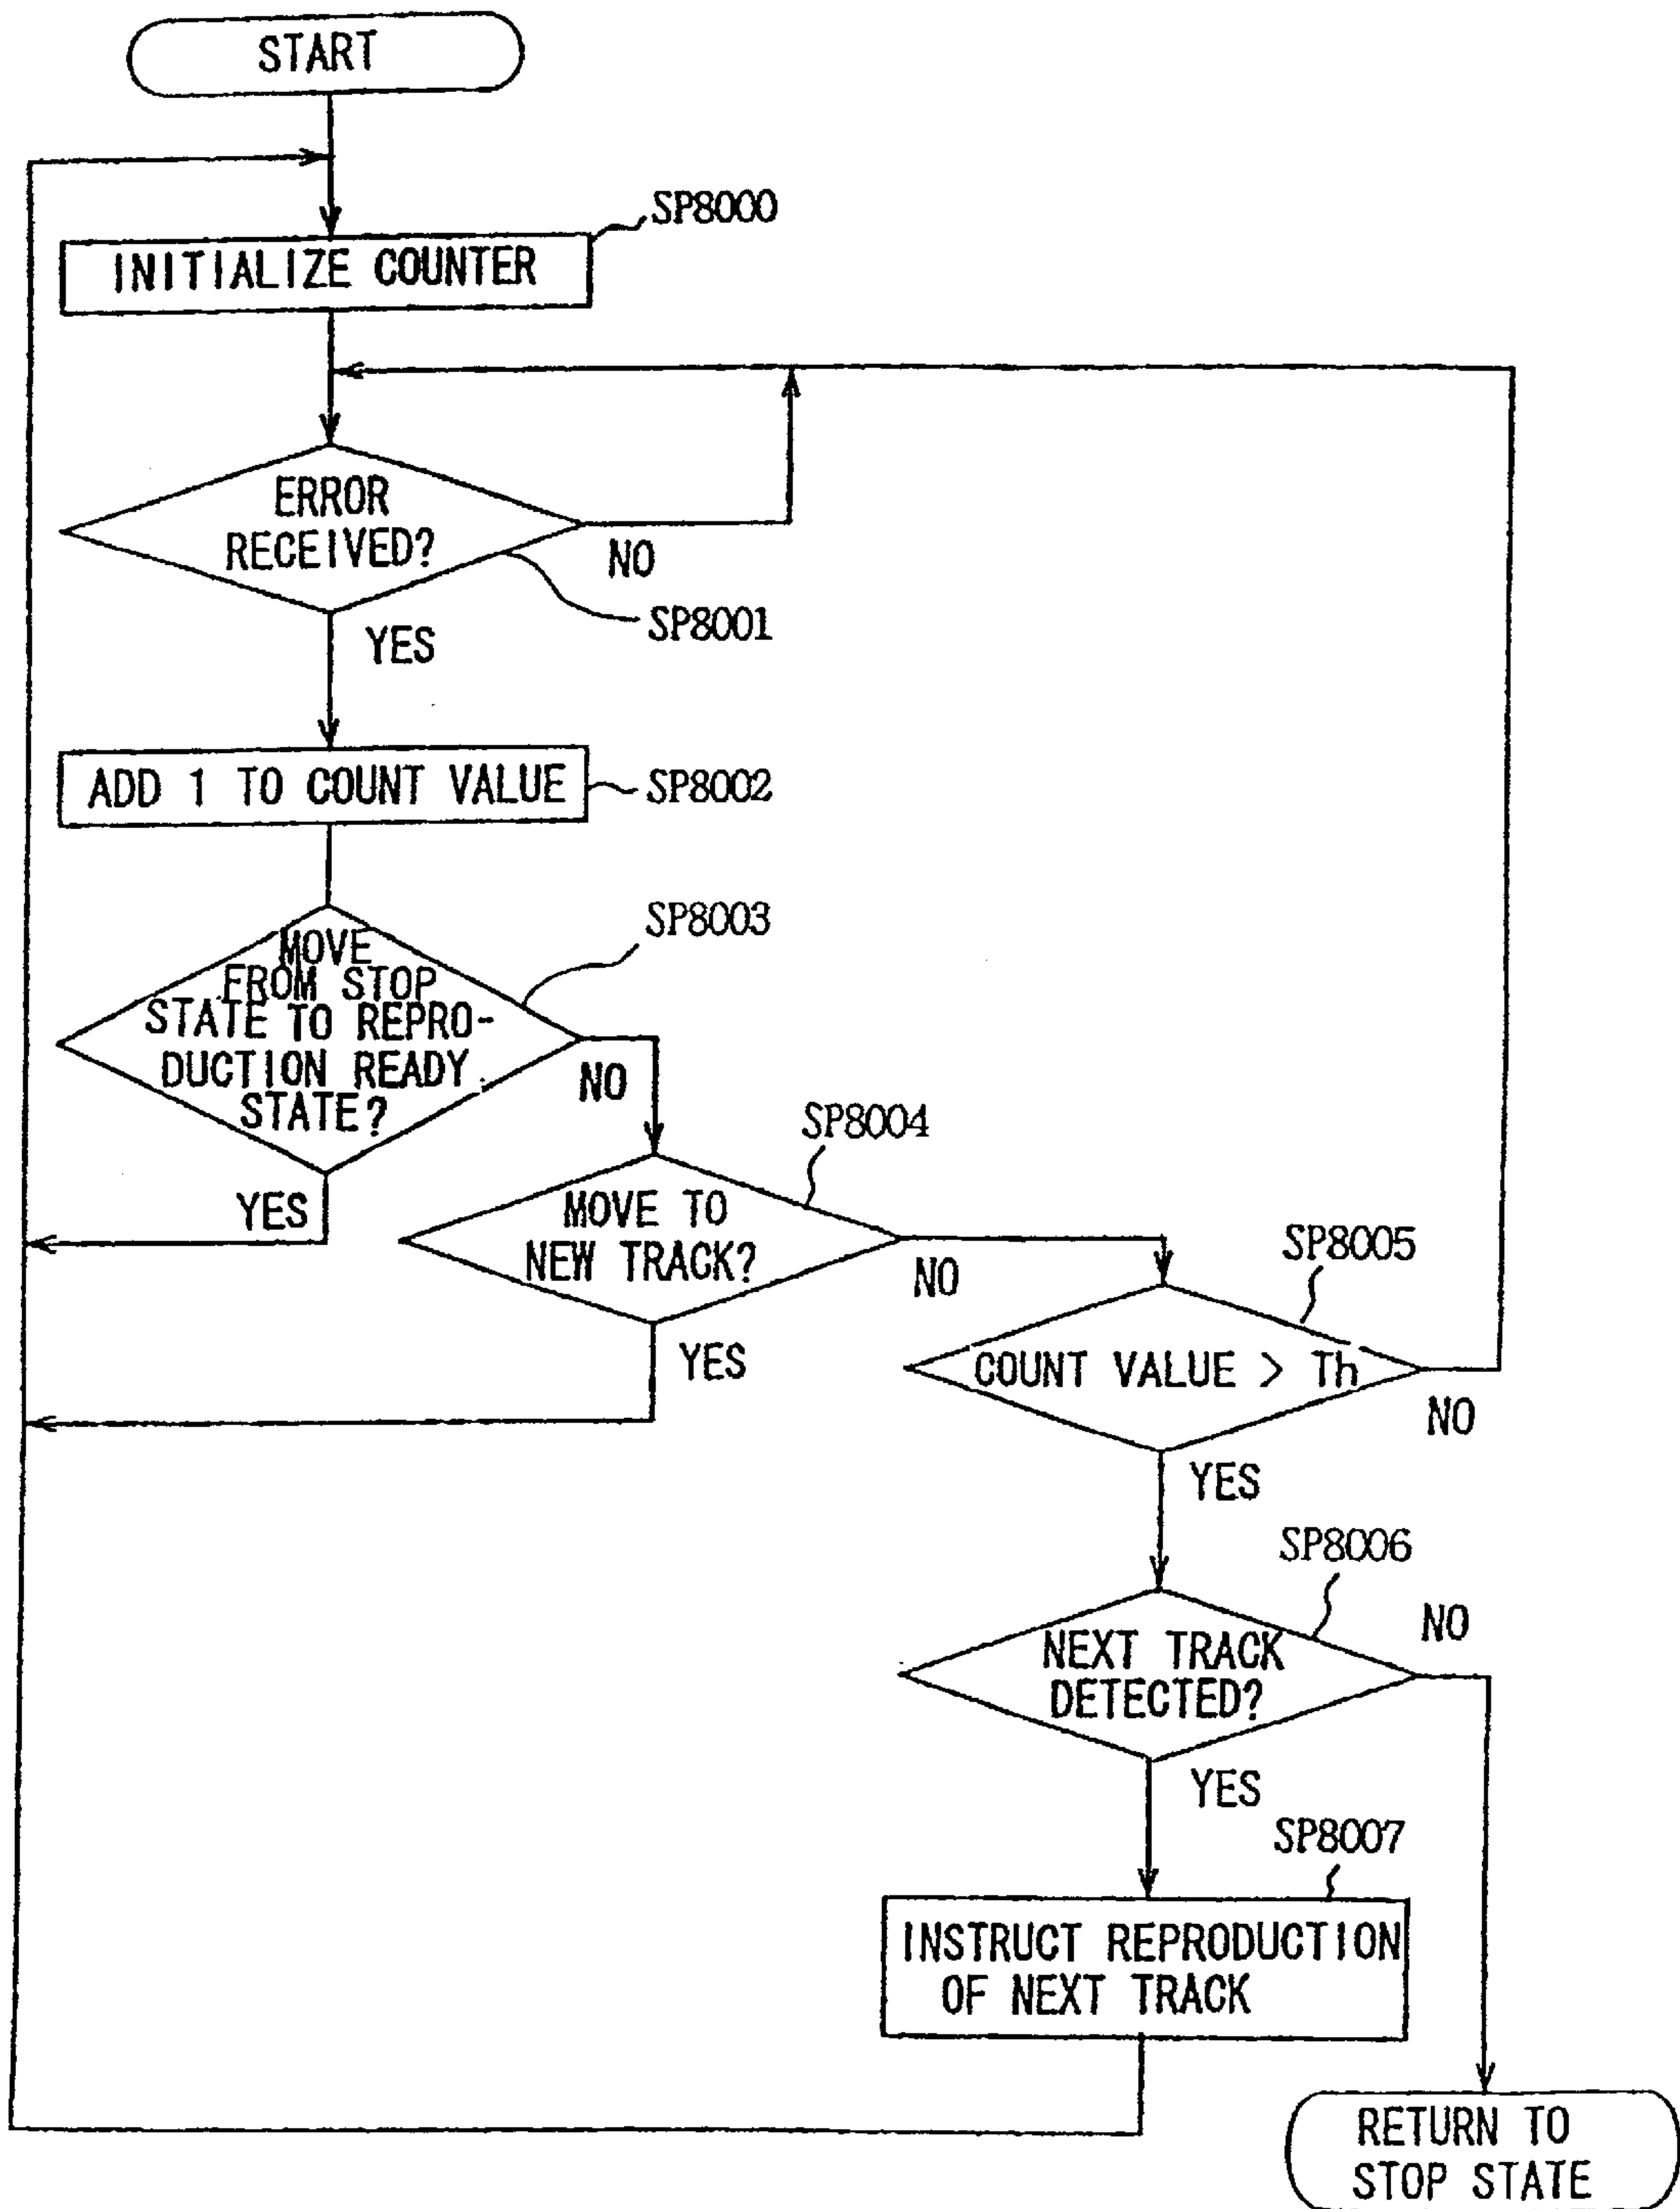 START
SP8000
INITIALIZE COUNTER
ERROR
RECEIVED?
NO
SP8001
YES
ADD 1 TO COUNT VALUE
SP8002
SP8003
MOVE
FROM STOP
STATE TO REPRO-
DUCTION READY
STATE?
NO
YES
SP8004
MOVE TO
NEW TRACK?
NO
YES
SP8005
COUNT VALUE > Th
NO
YES
SP8006
NEXT TRACK
DETECTED?
NO
YES
SP8007
INSTRUCT REPRODUCTION
OF NEXT TRACK
RETURN TO
STOP STATE